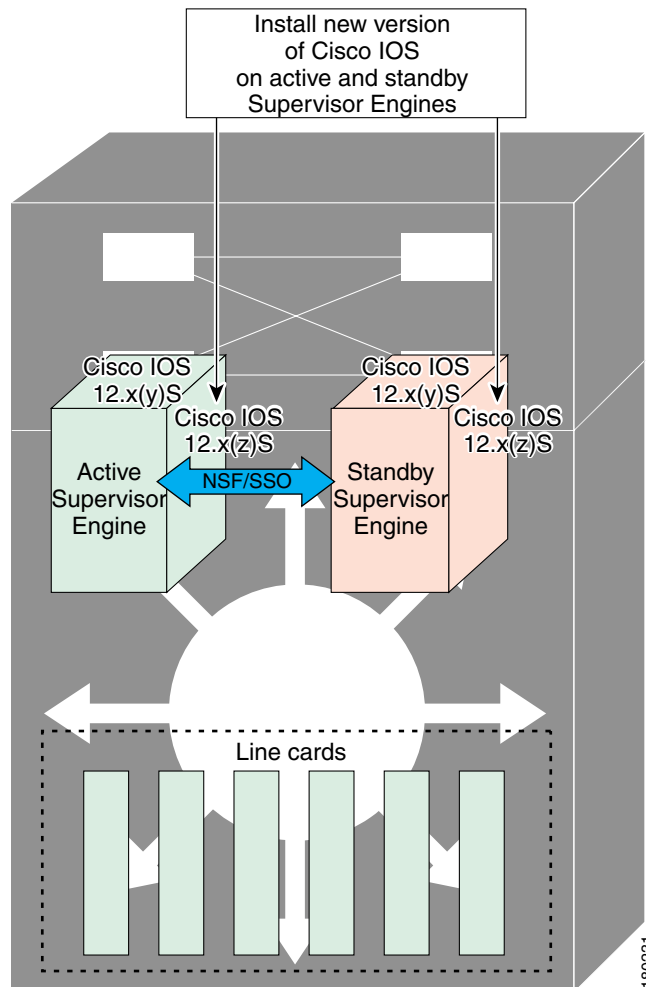 Install new version
of Cisco IOS
on active and standby
Supervisor Engines
Cisco IOS
12.x(y)S
Cisco IOS
12.x(z)S
Cisco IOS
12.x(y)S
Cisco IOS
12.x(z)S
Active
Supervisor
Engine
NSF/SSO
Standby
Supervisor
Engine
Line cards